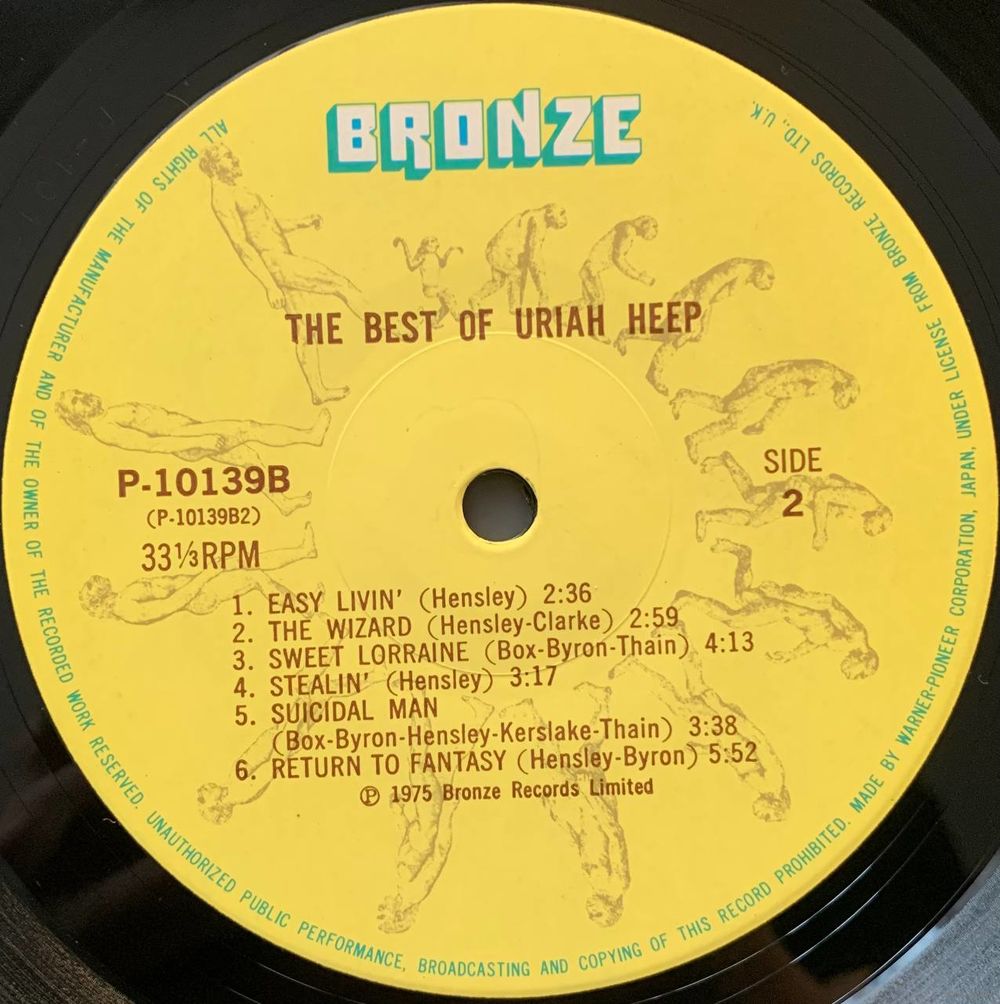 BRONZE
THE BEST OF URIAH HEEP
P-10139B
(P-10139B2)
33⅓RPM
SIDE
2
1. EASY LIVIN' (Hensley) 2:36
2. THE WIZARD (Hensley-Clarke) 2:59
3. SWEET LORRAINE (Box-Byron-Thain) 4:13
4. STEALIN' (Hensley) 3:17
5. SUICIDAL MAN
(Box-Byron-Hensley-Kerslake-Thain) 3:38
6. RETURN TO FANTASY (Hensley-Byron) 5:52
Ⓟ 1975 Bronze Records Limited
ALL RIGHTS OF THE MANUFACTURER AND OF THE OWNER OF THE RECORDED WORK RESERVED. UNAUTHORIZED PUBLIC PERFORMANCE, BROADCASTING AND COPYING OF THIS RECORD PROHIBITED. MADE BY WARNER-PIONEER CORPORATION, JAPAN, UNDER LICENSE FROM BRONZE RECORDS LTD., U.K.